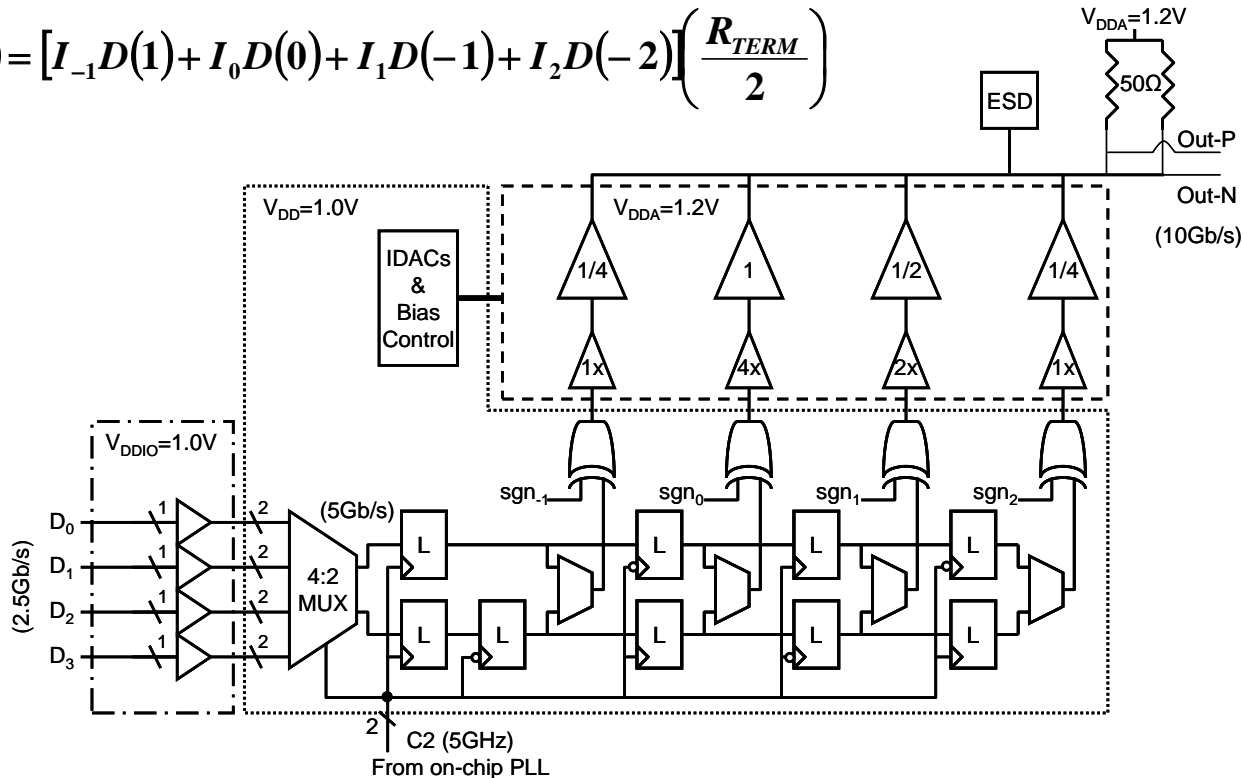 ) = [I₋₁D(1) + I₀D(0) + I₁D(−1) + I₂D(−2)](R_TERM / 2)
V_DDA=1.2V
50Ω
ESD
Out-P
Out-N
(10Gb/s)
V_DD=1.0V
V_DDA=1.2V
IDACs
&
Bias
Control
1/4
1
1/2
1/4
1x
4x
2x
1x
V_DDIO=1.0V
sgn₋₁
sgn₀
sgn₁
sgn₂
(2.5Gb/s)
D₀
D₁
D₂
D₃
1
1
1
1
2
2
2
2
4:2
MUX
(5Gb/s)
L
L
L
L
L
L
L
L
L
2
C2 (5GHz)
From on-chip PLL